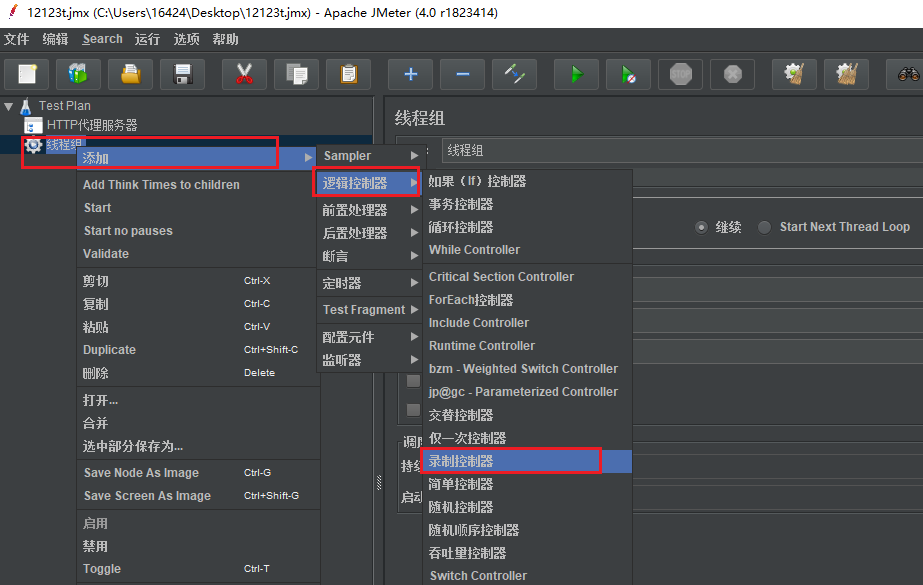 12123t.jmx (C:\Users\16424\Desktop\12123t.jmx) - Apache JMeter (4.0 r1823414)
文件 编辑 Search 运行 选项 帮助
STOP
Test Plan
HTTP代理服务器
线程组
添加
Add Think Times to children
Start
Start no pauses
Validate
剪切 Ctrl-X
复制 Ctrl-C
粘贴 Ctrl-V
Duplicate Ctrl+Shift-C
删除 Delete
打开...
合并
选中部分保存为...
Save Node As Image Ctrl-G
Save Screen As Image Ctrl+Shift-G
启用
禁用
Toggle Ctrl-T
Sampler
逻辑控制器
前置处理器
后置处理器
断言
定时器
Test Fragment
配置元件
监听器
如果（If）控制器
事务控制器
循环控制器
While Controller
Critical Section Controller
ForEach控制器
Include Controller
Runtime Controller
bzm - Weighted Switch Controller
jp@gc - Parameterized Controller
交替控制器
仅一次控制器
录制控制器
简单控制器
随机控制器
随机顺序控制器
吞吐量控制器
Switch Controller
线程组
线程组
继续 Start Next Thread Loop
调
持
启动